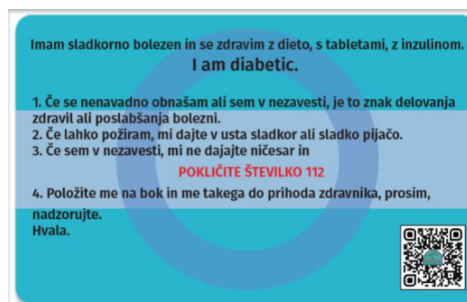 Imam sladkorno bolezen in se zdravim z dieto, s tabletami, z inzulinom.
I am diabetic.
1. Če se nenavadno obnašam ali sem v nezavesti, je to znak delovanja
zdravil ali poslabšanja bolezni.
2. Če lahko požiram, mi dajte v usta sladkor ali sladko pijačo.
3. Če sem v nezavesti, mi ne dajajte ničesar in
POKLIČITE ŠTEVILKO 112
4. Položite me na bok in me takega do prihoda zdravnika, prosim,
nadzorujte.
Hvala.